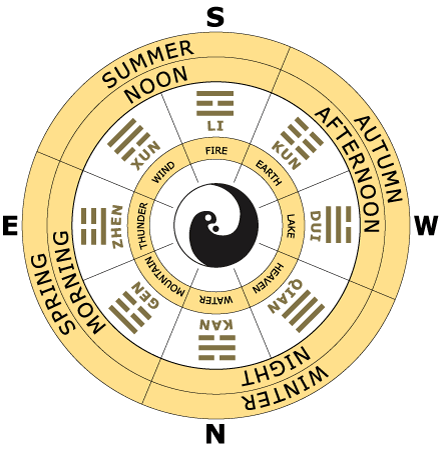 S
SUMMER
NOON
AUTUMN
AFTERNOON
WINTER
NIGHT
SPRING
MORNING
E
W
N
LI
KUN
DUI
QIAN
KAN
GEN
ZHEN
XUN
FIRE
EARTH
LAKE
HEAVEN
WATER
MOUNTAIN
THUNDER
WIND